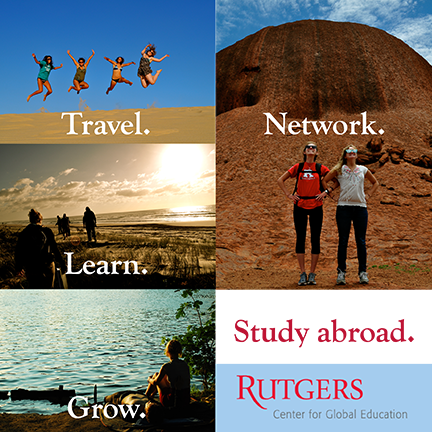 Travel.
Learn.
Grow.
Network.
Study abroad.
RUTGERS
Center for Global Education